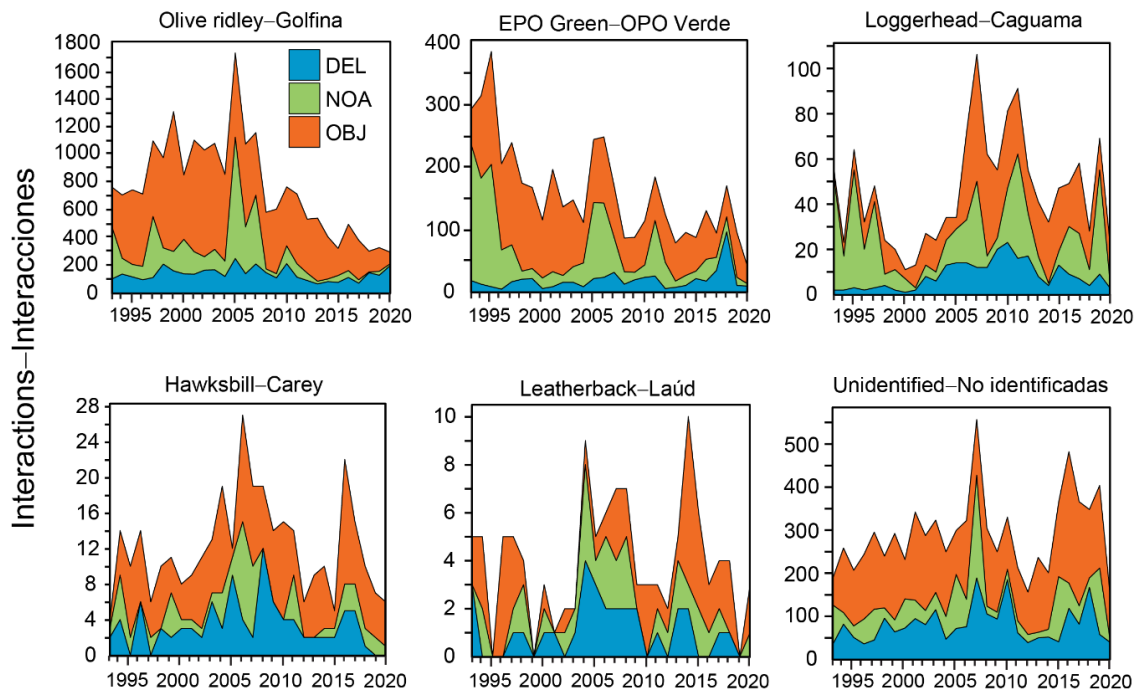 Olive ridley–Golfina
EPO Green–OPO Verde
Loggerhead–Caguama
1800
1600
1400
1200
1000
800
600
400
200
0
DEL
NOA
OBJ
400
300
200
100
0
100
80
60
40
20
0
1995 2000 2005 2010 2015 2020
1995 2000 2005 2010 2015 2020
1995 2000 2005 2010 2015 2020
Interactions–Interacciones
Hawksbill–Carey
Leatherback–Laúd
Unidentified–No identificadas
28
24
20
16
12
8
4
0
10
8
6
4
2
0
500
400
300
200
100
0
1995 2000 2005 2010 2015 2020
1995 2000 2005 2010 2015 2020
1995 2000 2005 2010 2015 2020